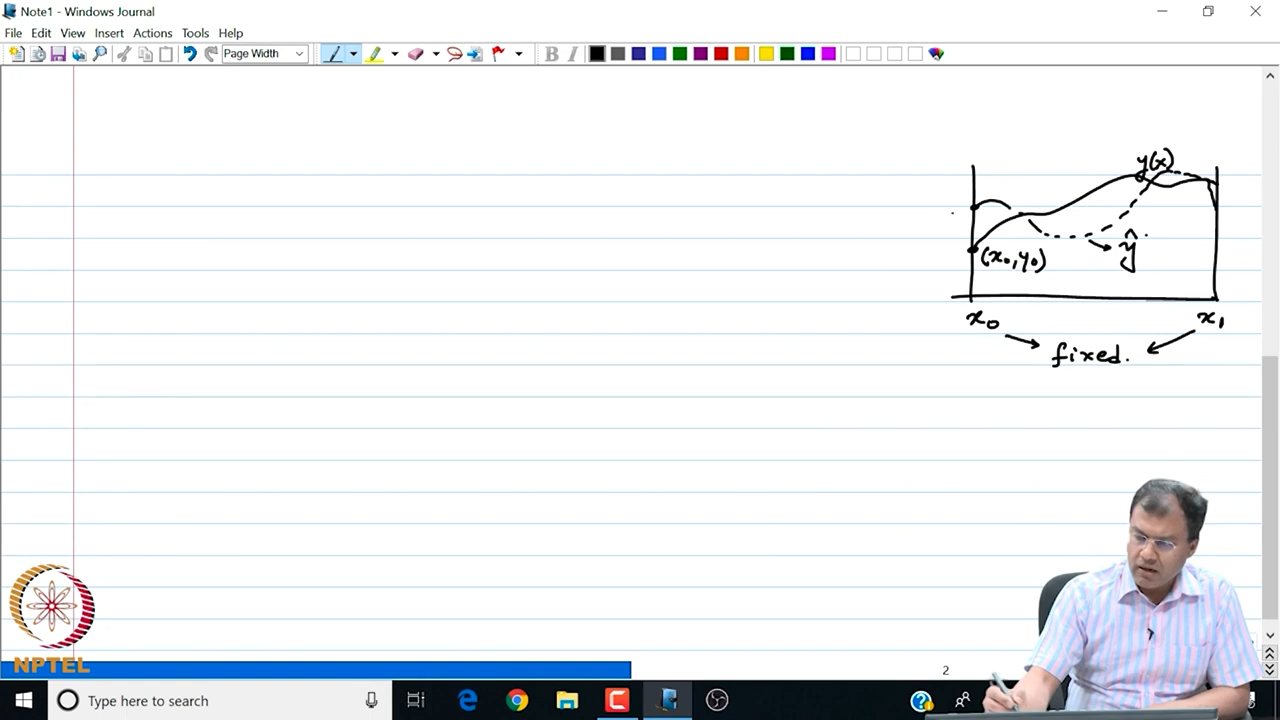 Note1 - Windows Journal
File Edit View Insert Actions Tools Help
Page Width
B I
y(x)
(x₀,y₀)
ŷ
x₀ x₁
fixed.
NPTEL
2
Type here to search